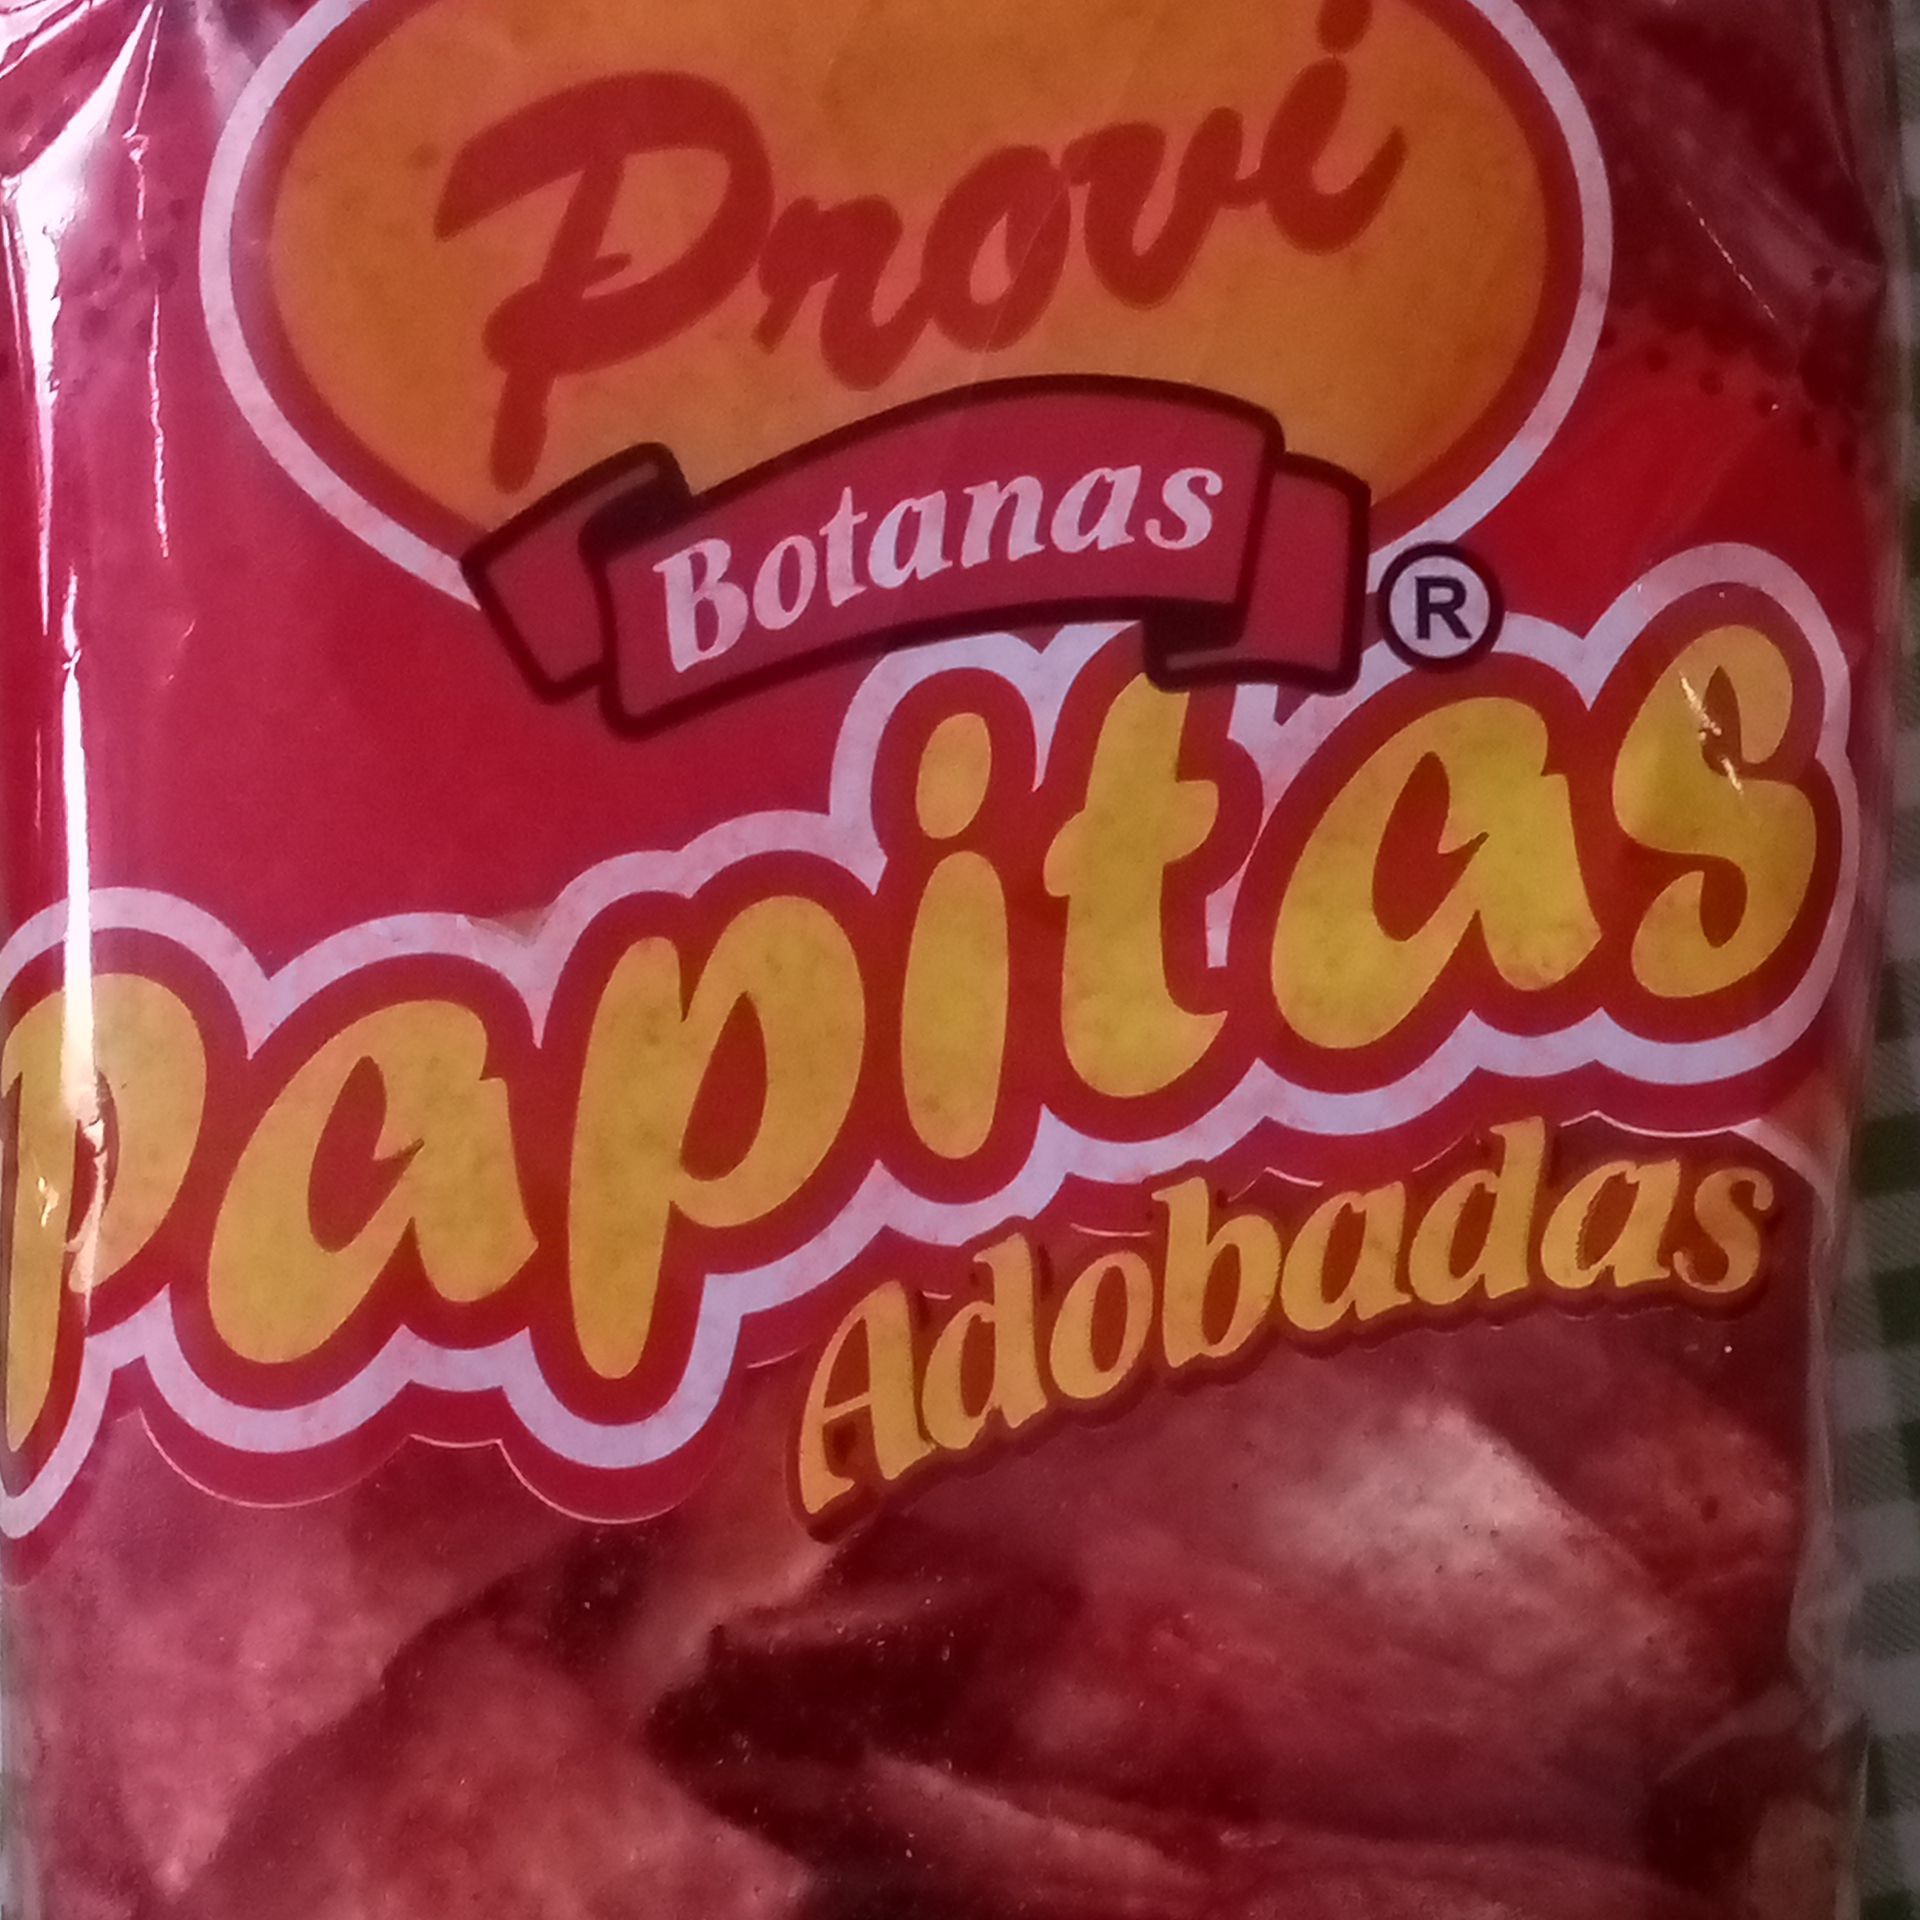 Provi
Botanas
®
papitas
Adobadas